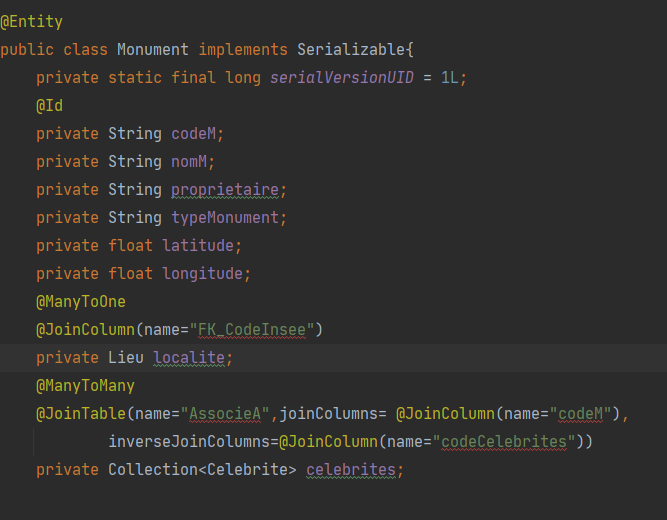 @Entity
public class Monument implements Serializable{
private static final long serialVersionUID = 1L;
@Id
private String codeM;
private String nomM;
private String proprietaire;
private String typeMonument;
private float latitude;
private float longitude;
@ManyToOne
@JoinColumn(name="FK_CodeInsee")
private Lieu localite;
@ManyToMany
@JoinTable(name="AssocieA",joinColumns= @JoinColumn(name="codeM"),
inverseJoinColumns=@JoinColumn(name="codeCelebrites"))
private Collection<Celebrite> celebrites;